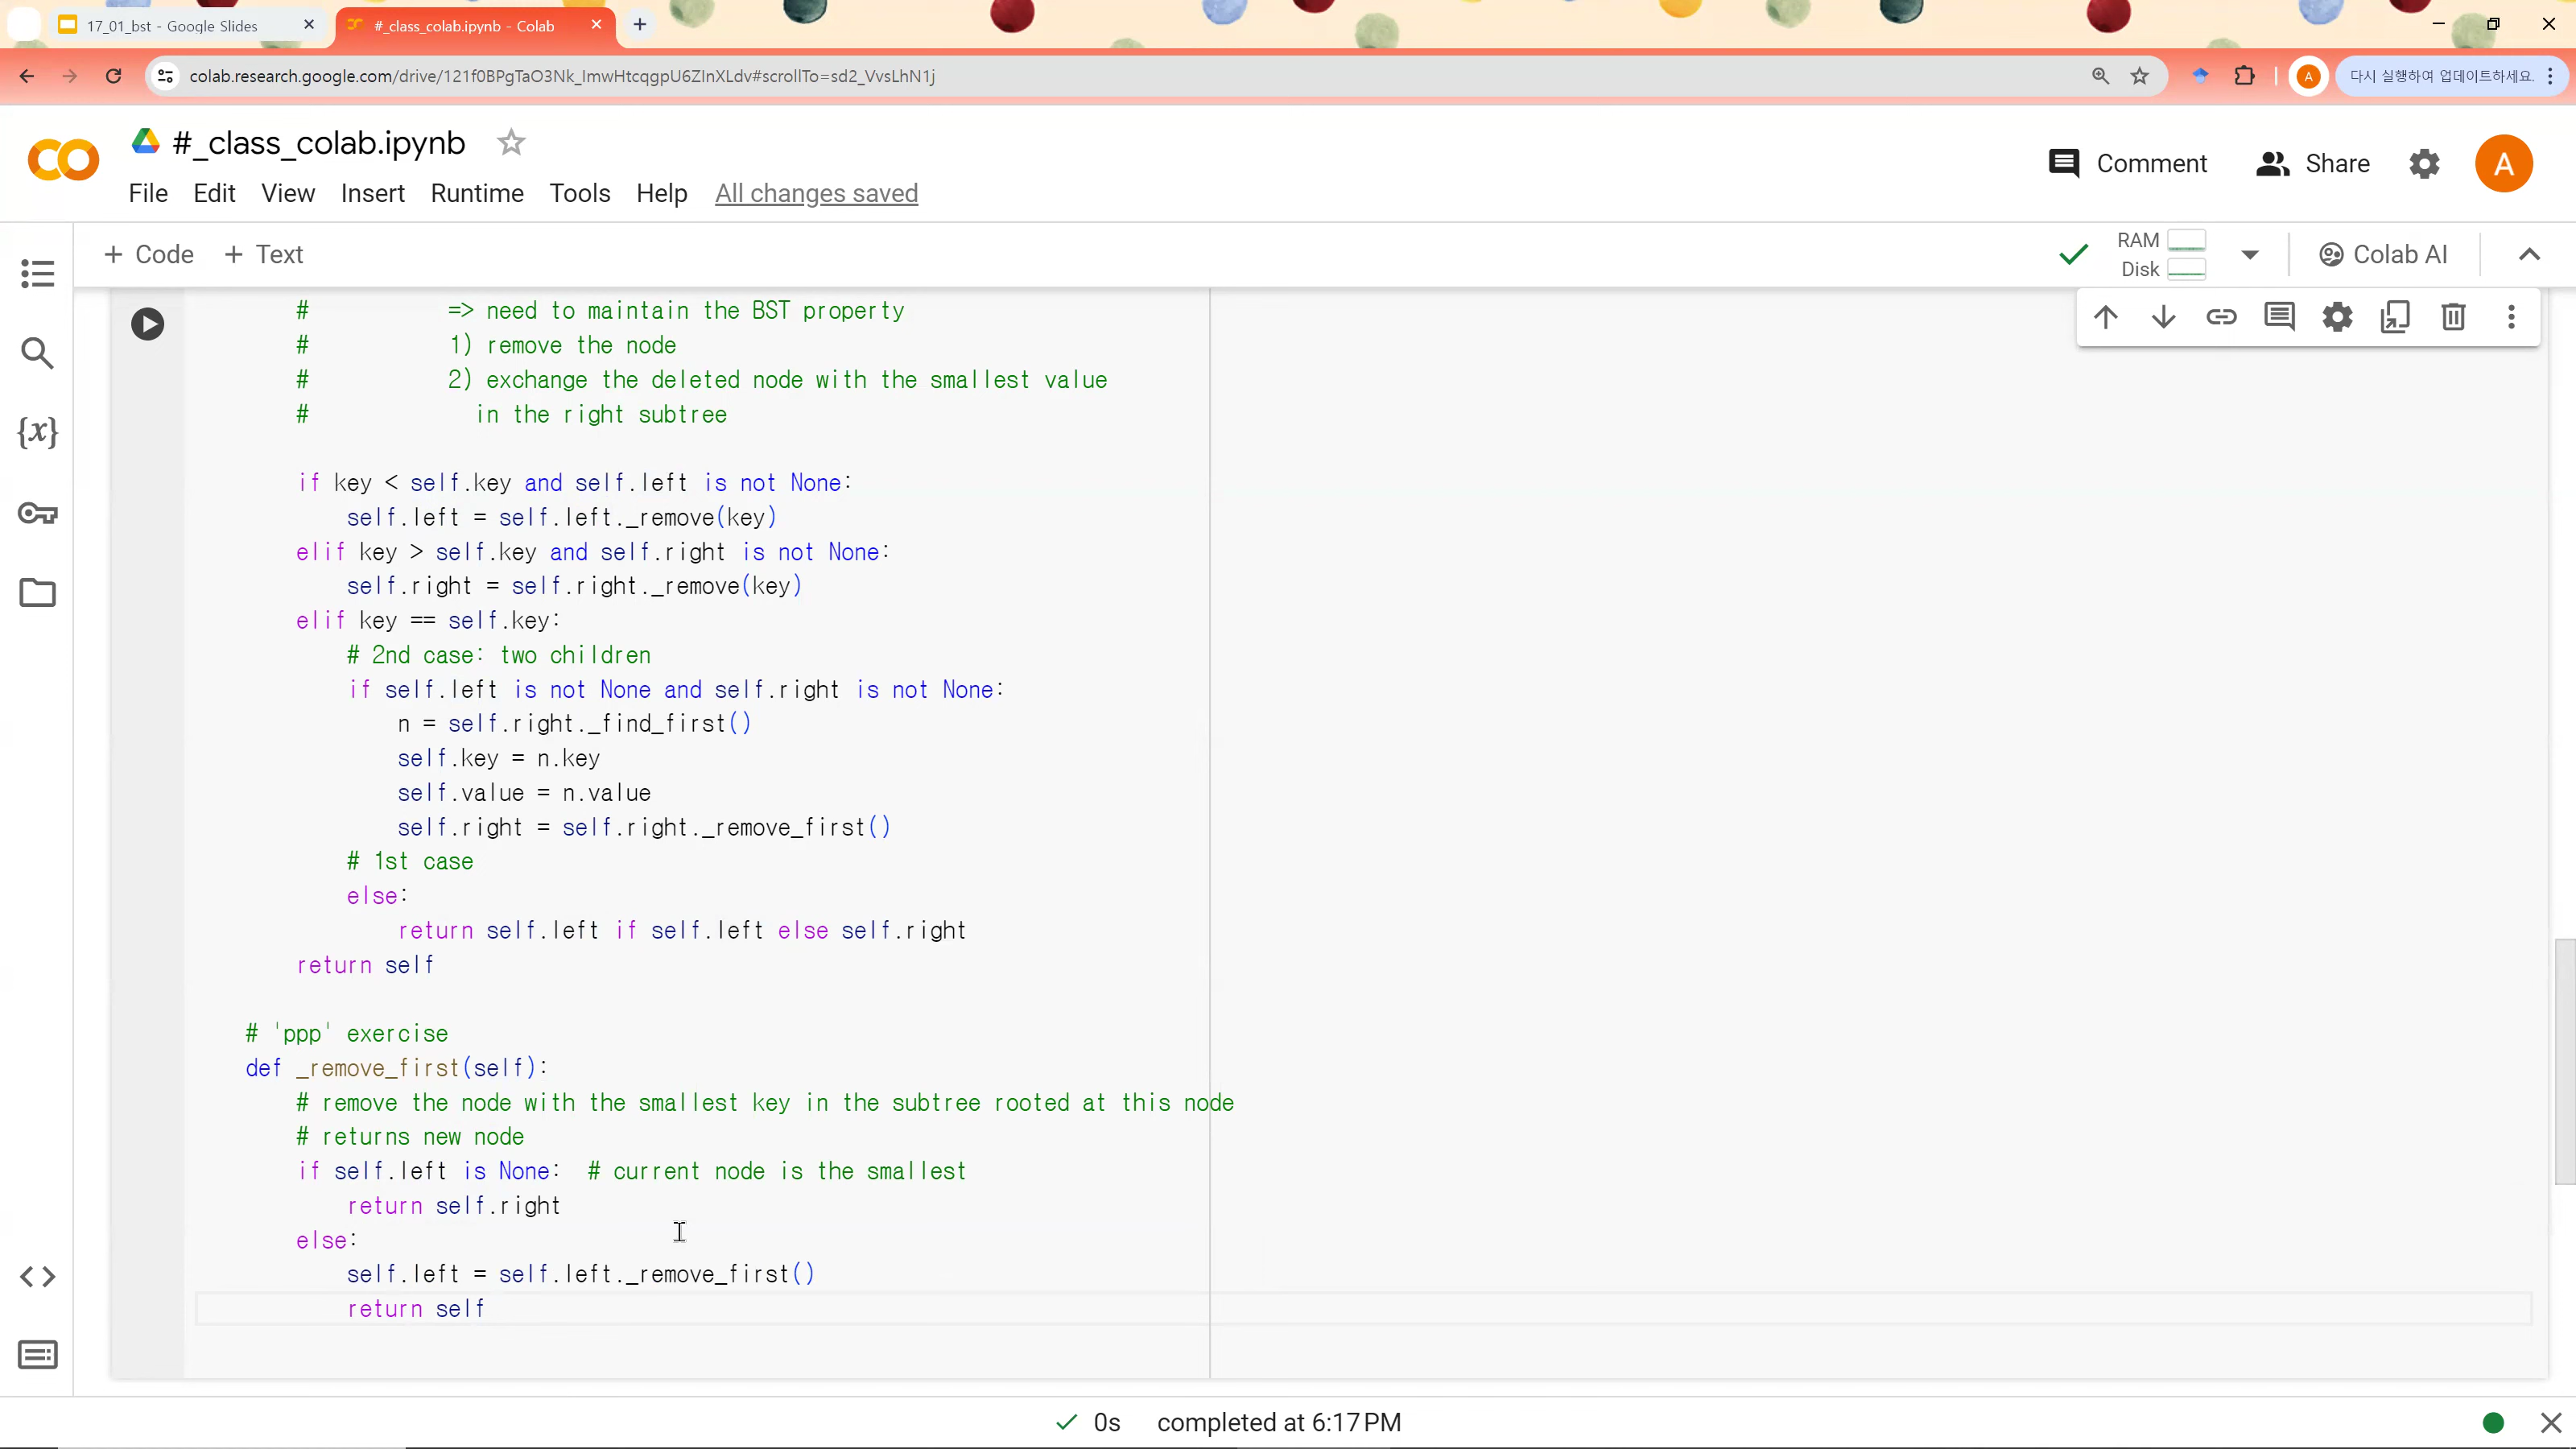 17_01_bst - Google Slides
#_class_colab.ipynb - Colab
colab.research.google.com/drive/121f0BPgTaO3Nk_ImwHtcqgpU6ZInXLdv#scrollTo=sd2_VvsLhN1j
A
다시 실행하여 업데이트하세요.
#_class_colab.ipynb
Comment
Share
A
File Edit View Insert Runtime Tools Help All changes saved
+ Code + Text
RAM
Disk
Colab AI
# => need to maintain the BST property
# 1) remove the node
# 2) exchange the deleted node with the smallest value
# in the right subtree
if key < self.key and self.left is not None:
self.left = self.left._remove(key)
elif key > self.key and self.right is not None:
self.right = self.right._remove(key)
elif key == self.key:
# 2nd case: two children
if self.left is not None and self.right is not None:
n = self.right._find_first()
self.key = n.key
self.value = n.value
self.right = self.right._remove_first()
# 1st case
else:
return self.left if self.left else self.right
return self
# 'ppp' exercise
def _remove_first(self):
# remove the node with the smallest key in the subtree rooted at this node
# returns new node
if self.left is None: # current node is the smallest
return self.right
else:
self.left = self.left._remove_first()
return self
0s completed at 6:17 PM